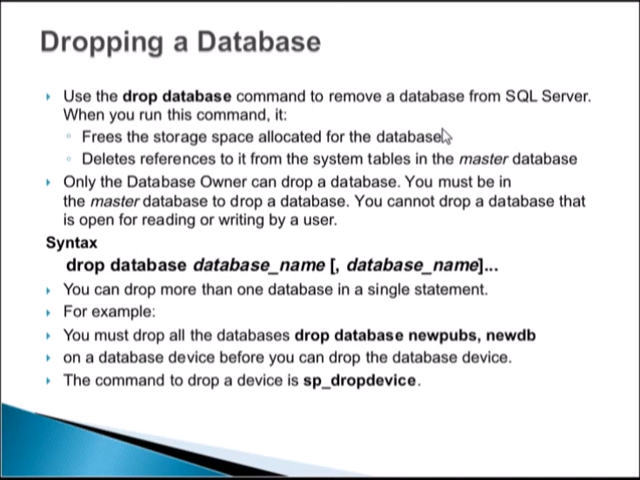 Dropping a Database
Use the drop database command to remove a database from SQL Server.
When you run this command, it:
Frees the storage space allocated for the database
Deletes references to it from the system tables in the master database
Only the Database Owner can drop a database. You must be in
the master database to drop a database. You cannot drop a database that
is open for reading or writing by a user.
Syntax
drop database database_name [, database_name]...
You can drop more than one database in a single statement.
For example:
You must drop all the databases drop database newpubs, newdb
on a database device before you can drop the database device.
The command to drop a device is sp_dropdevice.